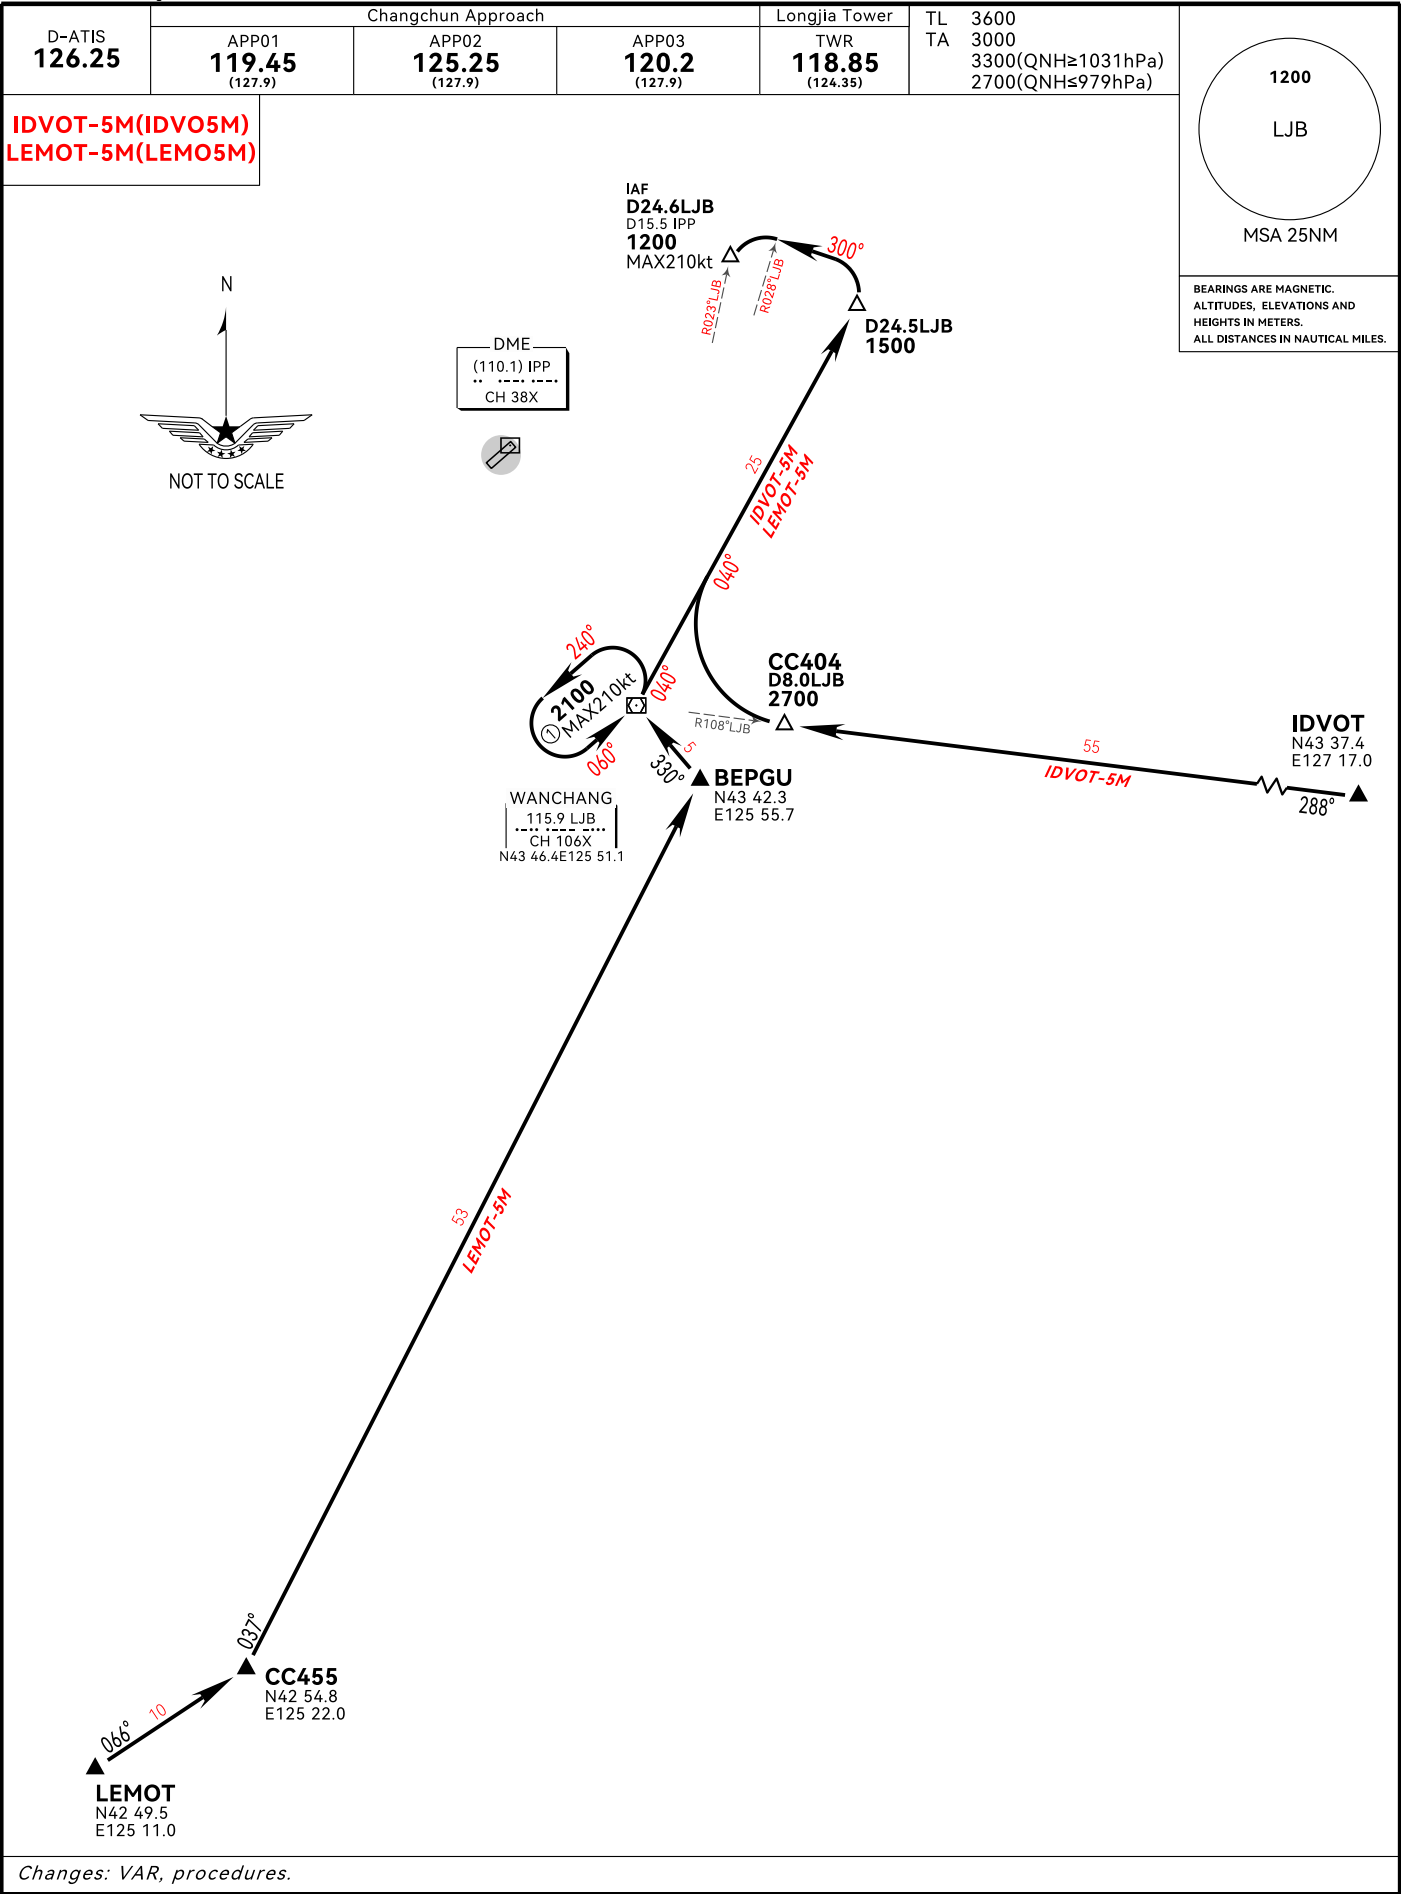 D-ATIS
126.25
Changchun Approach
APP01
119.45
(127.9)
APP02
125.25
(127.9)
APP03
120.2
(127.9)
Longjia Tower
TWR
118.85
(124.35)
TL 3600
TA 3000
3300(QNH≥1031hPa)
2700(QNH≤979hPa)
1200
LJB
MSA 25NM
BEARINGS ARE MAGNETIC.
ALTITUDES, ELEVATIONS AND
HEIGHTS IN METERS.
ALL DISTANCES IN NAUTICAL MILES.
IDVOT-5M(IDVO5M)
LEMOT-5M(LEMO5M)
IAF
D24.6LJB
D15.5 IPP
1200
MAX210kt
300°
R023°LJB
R028°LJB
D24.5LJB
1500
N
NOT TO SCALE
DME
(110.1) IPP
CH 38X
25
IDVOT-5M
LEMOT-5M
040°
240°
2100
MAX210kt
1
060°
040°
CC404
D8.0LJB
2700
R108°LJB
55
IDVOT-5M
IDVOT
N43 37.4
E127 17.0
288°
5
330°
BEPGU
N43 42.3
E125 55.7
WANCHANG
115.9 LJB
CH 106X
N43 46.4E125 51.1
53
LEMOT-5M
037°
CC455
N42 54.8
E125 22.0
10
066°
LEMOT
N42 49.5
E125 11.0
Changes: VAR, procedures.